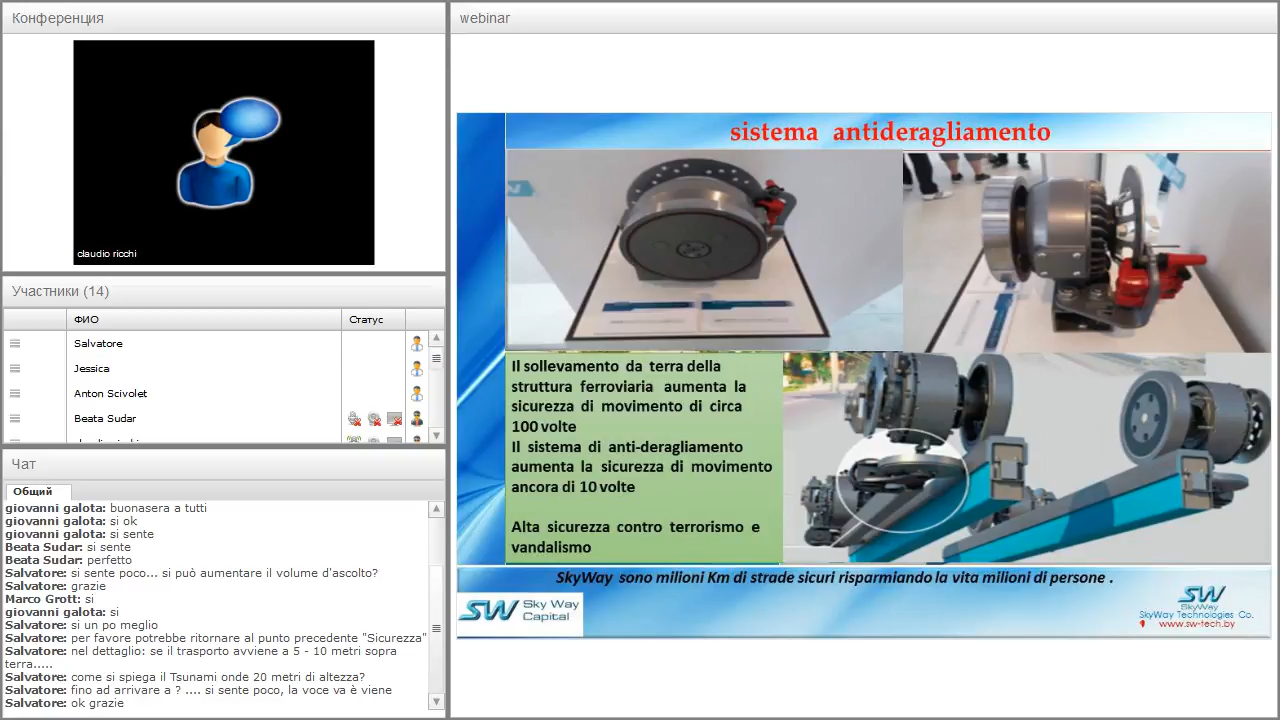 Конференция
claudio ricchi
Участники (14)
ФИО
Статус
Salvatore
Jessica
Anton Scivolet
Beata Sudar
Чат
Общий
giovanni galota: buonasera a tutti
giovanni galota: si ok
giovanni galota: si sente
Beata Sudar: si sente
Beata Sudar: perfetto
Salvatore: si sente poco... si può aumentare il volume d'ascolto?
Salvatore: grazie
Marco Grott: si
giovanni galota: si
Salvatore: si un po meglio
Salvatore: per favore potrebbe ritornare al punto precedente "Sicurezza"
Salvatore: nel dettaglio: se il trasporto avviene a 5 - 10 metri sopra
terra.....
Salvatore: come si spiega il Tsunami onde 20 metri di altezza?
Salvatore: fino ad arrivare a ? .... si sente poco, la voce va è viene
Salvatore: ok grazie
webinar
sistema antideragliamento
Il sollevamento da terra della
struttura ferroviaria aumenta la
sicurezza di movimento di circa
100 volte
Il sistema di anti-deragliamento
aumenta la sicurezza di movimento
ancora di 10 volte
Alta sicurezza contro terrorismo e
vandalismo
SkyWay sono milioni Km di strade sicuri risparmiando la vita milioni di persone .
SW Sky Way
Capital
SW
SkyWay
SkyWay Technologies Co.
www.sw-tech.by